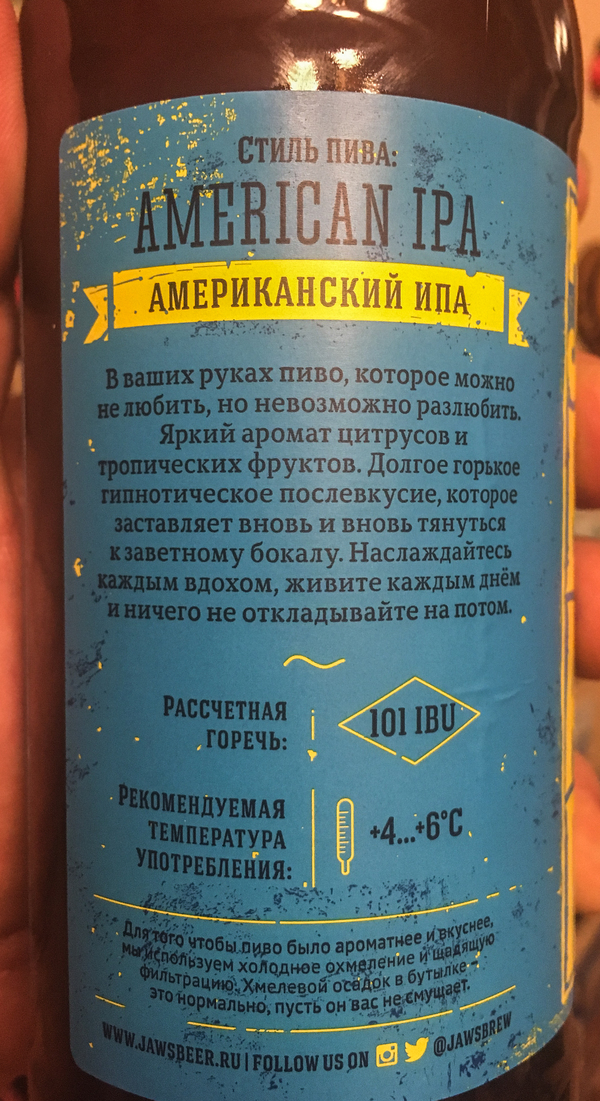 СТИЛЬ ПИВА:
AMERICAN IPA
АМЕРИКАНСКИЙ ИПА
В ваших руках пиво, которое можно
не любить, но невозможно разлюбить.
Яркий аромат цитрусов и
тропических фруктов. Долгое горькое
гипнотическое послевкусие, которое
заставляет вновь и вновь тянуться
к заветному бокалу. Наслаждайтесь
каждым вдохом, живите каждым днём
и ничего не откладывайте на потом.
РАССЧЕТНАЯ
ГОРЕЧЬ:
101 IBU
РЕКОМЕНДУЕМАЯ
ТЕМПЕРАТУРА
УПОТРЕБЛЕНИЯ:
+4...+6°C
Для того чтобы пиво было ароматнее и вкуснее,
мы используем холодное охмеление и щадящую
фильтрацию. Хмелевой осадок в бутылке –
это нормально, пусть он вас не смущает.
WWW.JAWSBEER.RU | FOLLOW US ON @JAWSBREW